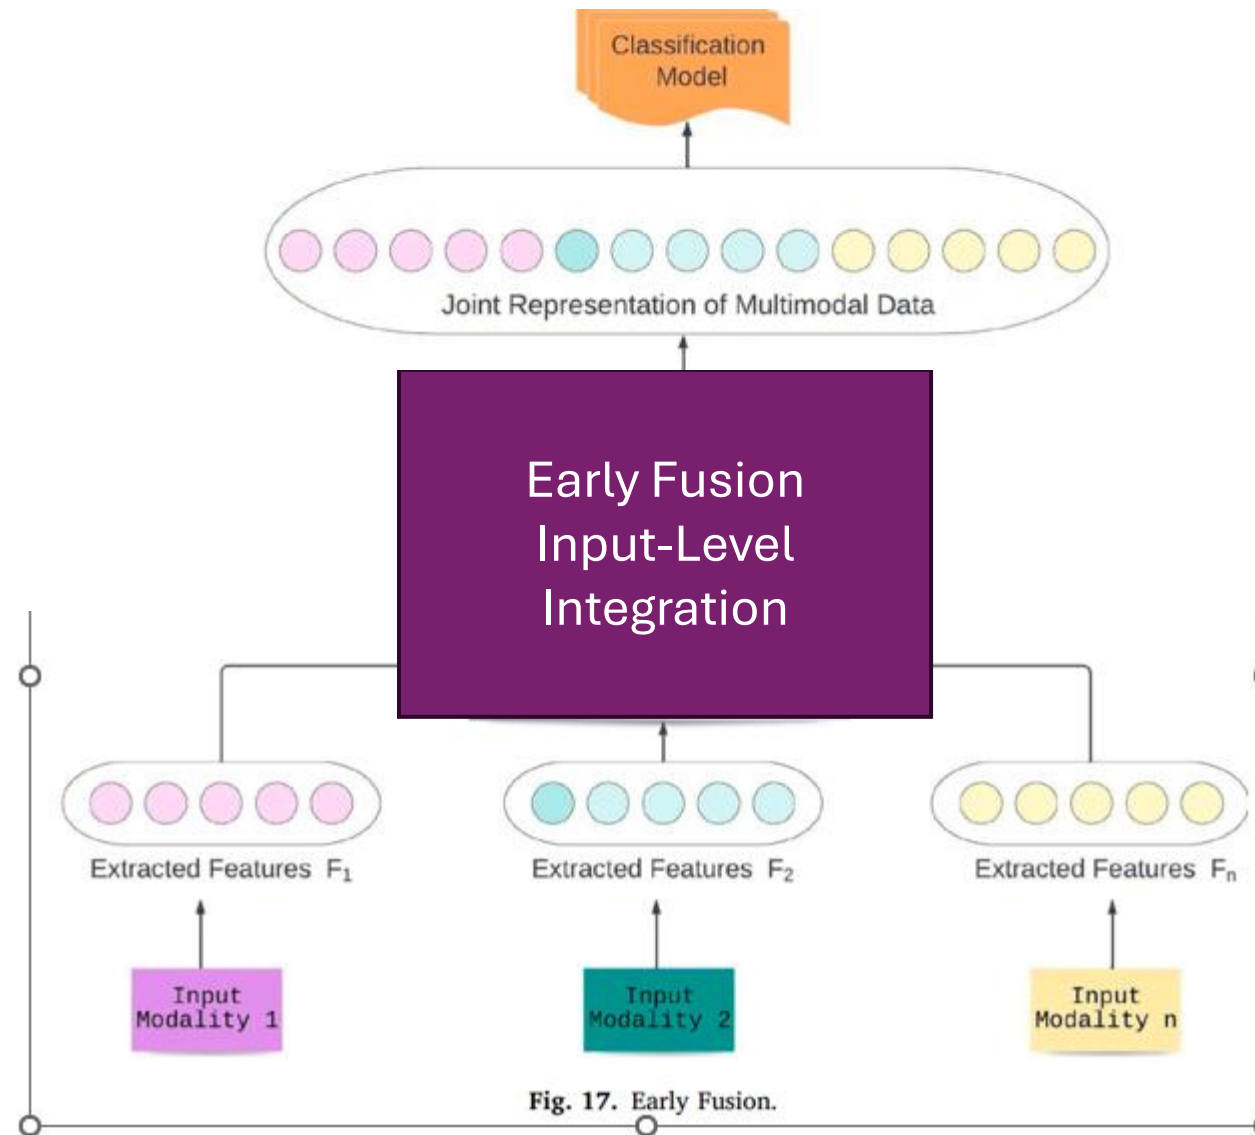 Classification
Model
Joint Representation of Multimodal Data
Early Fusion
Input-Level
Integration
Extracted Features F₁
Extracted Features F₂
Extracted Features Fₙ
Input
Modality 1
Input
Modality 2
Input
Modality n
Fig. 17. Early Fusion.